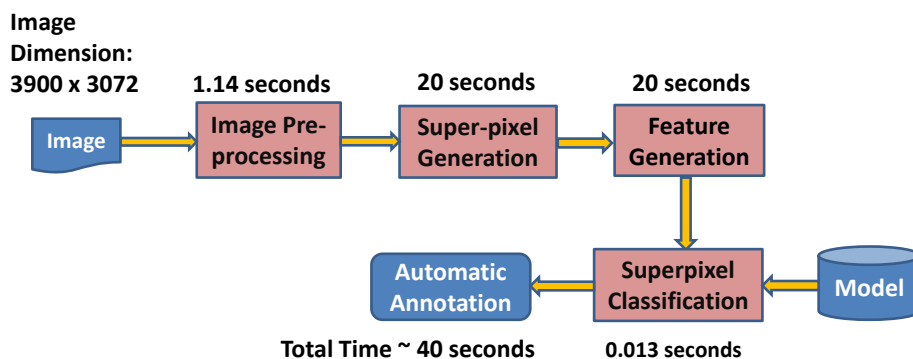 Image
Dimension:
3900 x 3072
1.14 seconds
20 seconds
20 seconds
Image
Image Pre-
processing
Super-pixel
Generation
Feature
Generation
Automatic
Annotation
Superpixel
Classification
Model
Total Time ~ 40 seconds
0.013 seconds